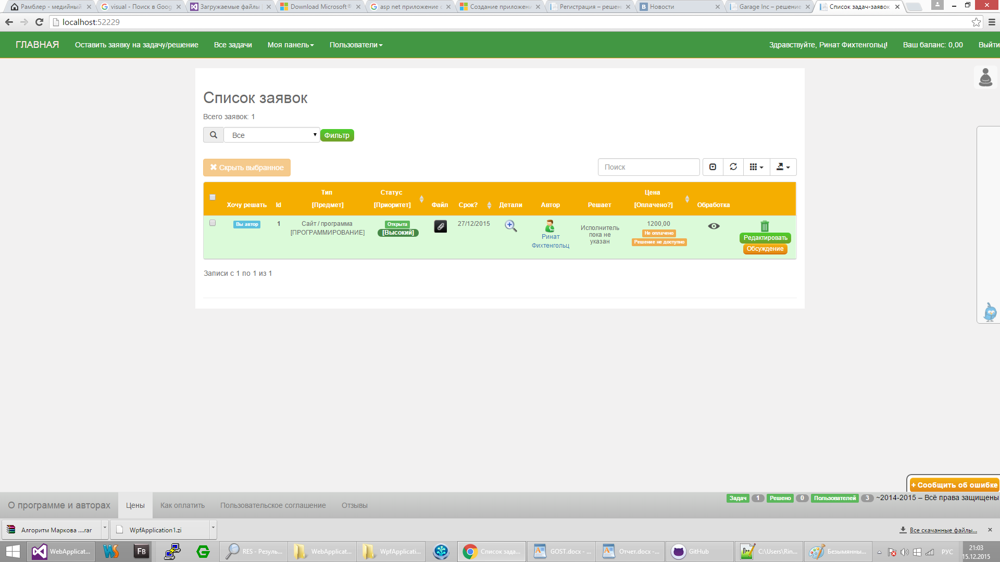 Рамблер - медийный
visual - Поиск в Goog
Загружаемые файлы
Download Microsoft®
asp net приложение с
Создание приложени
Регистрация – решени
Новости
Garage Inc – решение
Список задач-заявок
localhost:52229
ГЛАВНАЯ
Оставить заявку на задачу/решение
Все задачи
Моя панель
Пользователи
Здравствуйте, Ринат Фихтенгольц!
Ваш баланс: 0,00
Выйти
Список заявок
Всего заявок: 1
Все
Фильтр
Скрыть выбранное
Поиск
Хочу решать
Id
Тип
[Предмет]
Статус
[Приоритет]
Файл
Срок?
Детали
Автор
Решает
Цена
[Оплачено?]
Обработка
Вы автор
1
Сайт / программа
[ПРОГРАММИРОВАНИЕ]
Открыта
[Высокий]
27/12/2015
Ринат
Фихтенгольц
Исполнитель
пока не
указан
1200,00
Не оплачено
Решение не доступно
Редактировать
Обсуждение
Записи с 1 по 1 из 1
+ Сообщить об ошибке
О программе и авторах
Цены
Как оплатить
Пользовательское соглашение
Отзывы
Задач 1 Решено 0 Пользователей 3 ~2014-2015 – Всё права защищены
Алгоритм Маркова ....rar
WpfApplication1.zi
Все скачанные файлы...
WebApplicat...
FB
RES - Резуль...
WebApplicat...
WpfApplicati...
Список зада...
GOST.docx - ...
Отчет.docx -...
GitHub
C:\Users\Rin...
Безымянны...
РУС
21:03
15.12.2015